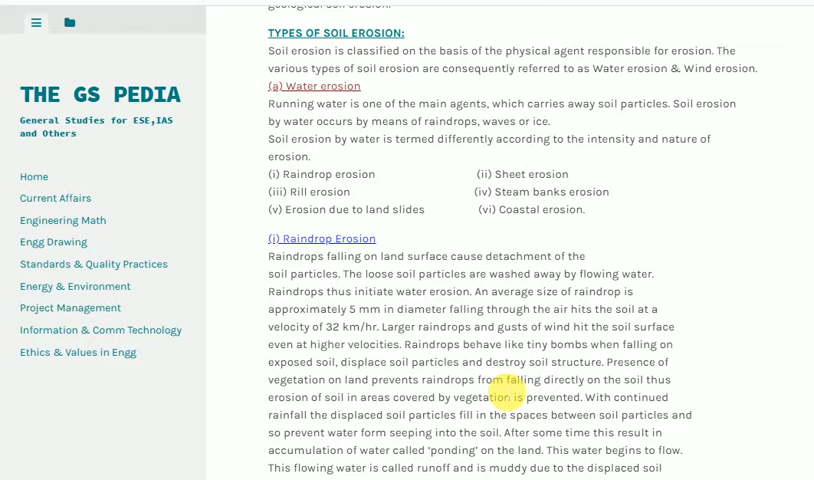 geological soil erosion.
TYPES OF SOIL EROSION:
Soil erosion is classified on the basis of the physical agent responsible for erosion. The
various types of soil erosion are consequently referred to as Water erosion & Wind erosion.
(a) Water erosion
Running water is one of the main agents, which carries away soil particles. Soil erosion
by water occurs by means of raindrops, waves or ice.
Soil erosion by water is termed differently according to the intensity and nature of
erosion.
(i) Raindrop erosion (ii) Sheet erosion
(iii) Rill erosion (iv) Steam banks erosion
(v) Erosion due to land slides (vi) Coastal erosion.
(i) Raindrop Erosion
Raindrops falling on land surface cause detachment of the
soil particles. The loose soil particles are washed away by flowing water.
Raindrops thus initiate water erosion. An average size of raindrop is
approximately 5 mm in diameter falling through the air hits the soil at a
velocity of 32 km/hr. Larger raindrops and gusts of wind hit the soil surface
even at higher velocities. Raindrops behave like tiny bombs when falling on
exposed soil, displace soil particles and destroy soil structure. Presence of
vegetation on land prevents raindrops from falling directly on the soil thus
erosion of soil in areas covered by vegetation is prevented. With continued
rainfall the displaced soil particles fill in the spaces between soil particles and
so prevent water form seeping into the soil. After some time this result in
accumulation of water called ‘ponding’ on the land. This water begins to flow.
This flowing water is called runoff and is muddy due to the displaced soil
THE GS PEDIA
General Studies for ESE,IAS
and Others
Home
Current Affairs
Engineering Math
Engg Drawing
Standards & Quality Practices
Energy & Environment
Project Management
Information & Comm Technology
Ethics & Values in Engg